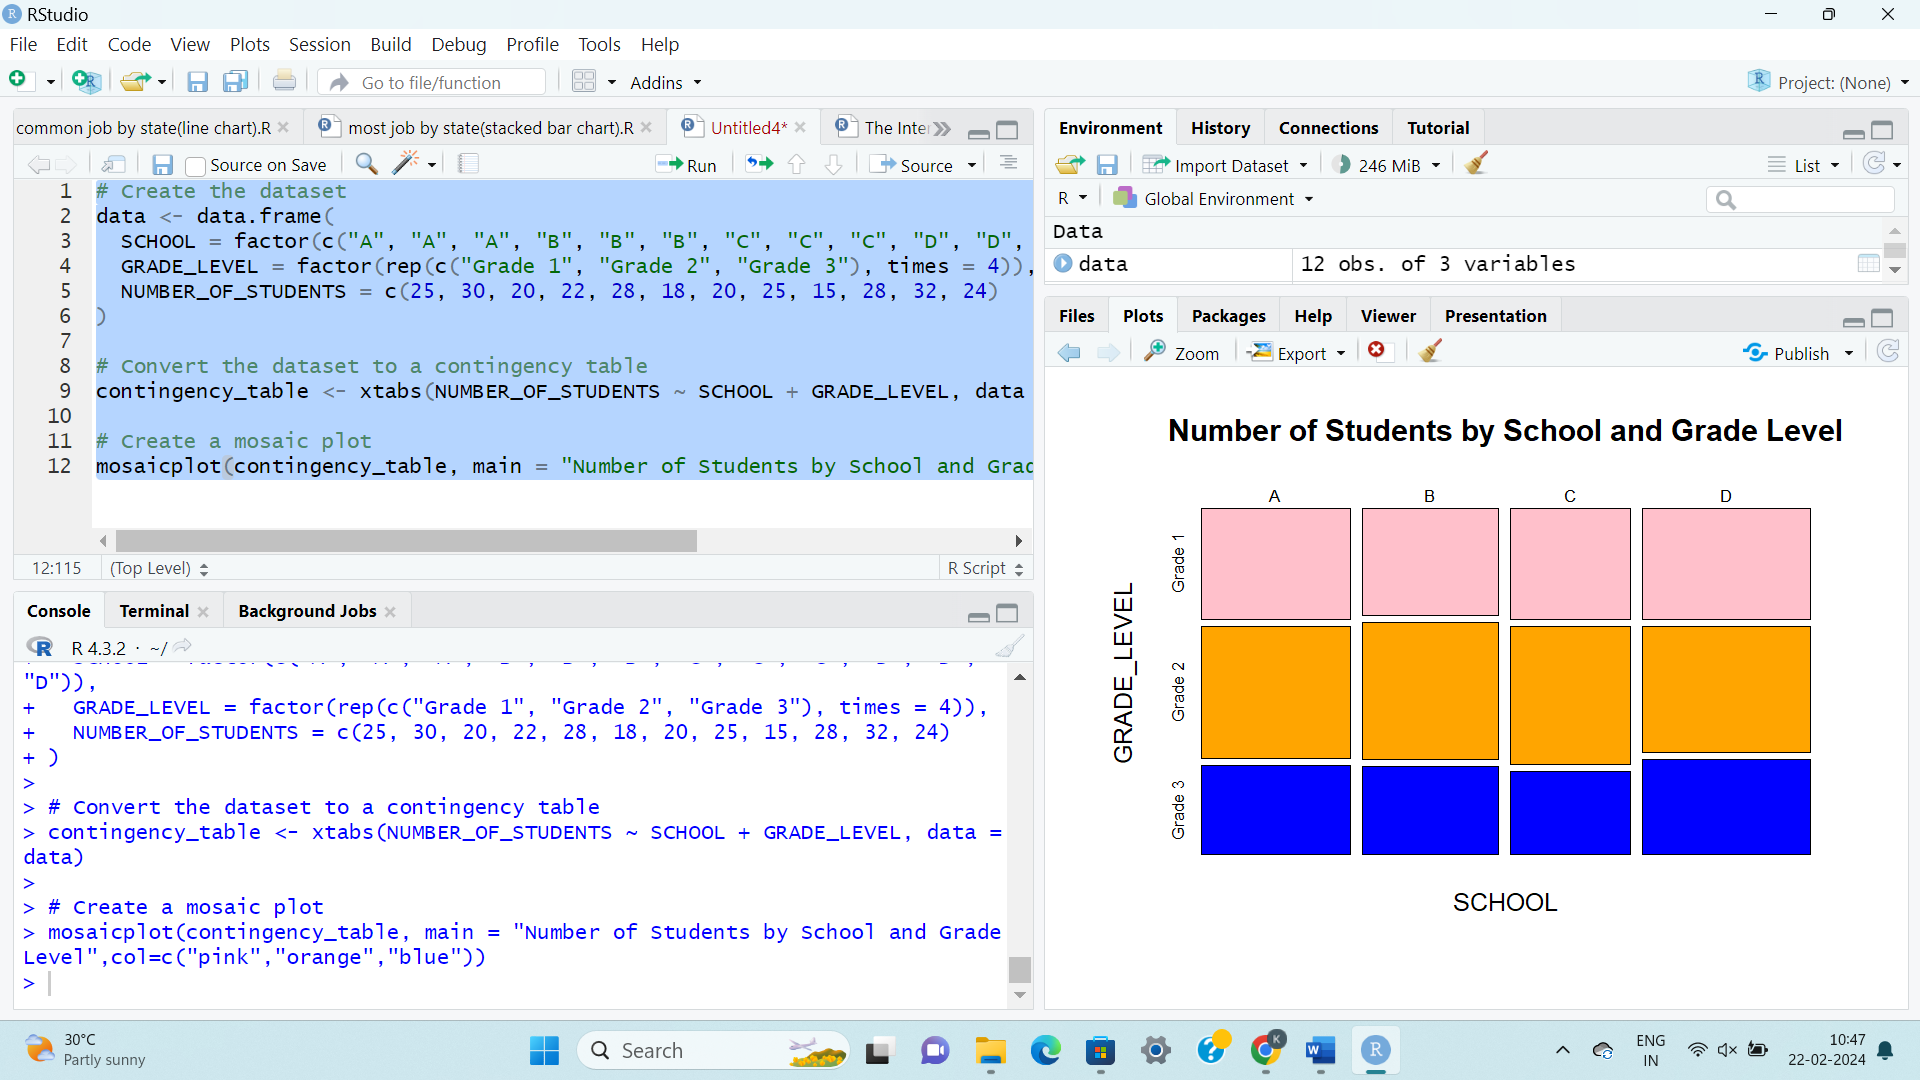 RStudio
File Edit Code View Plots Session Build Debug Profile Tools Help
Go to file/function Addins Project: (None)
common job by state(line chart).R most job by state(stacked bar chart).R Untitled4* The Inte
Source on Save Run Source
1 # Create the dataset
2 data <- data.frame(
3 SCHOOL = factor(c("A", "A", "A", "B", "B", "B", "C", "C", "C", "D", "D",
4 GRADE_LEVEL = factor(rep(c("Grade 1", "Grade 2", "Grade 3"), times = 4)),
5 NUMBER_OF_STUDENTS = c(25, 30, 20, 22, 28, 18, 20, 25, 15, 28, 32, 24)
6 )
7
8 # Convert the dataset to a contingency table
9 contingency_table <- xtabs(NUMBER_OF_STUDENTS ~ SCHOOL + GRADE_LEVEL, data
10
11 # Create a mosaic plot
12 mosaicplot(contingency_table, main = "Number of Students by School and Grad
12:115 (Top Level) R Script
Console Terminal Background Jobs
R 4.3.2 · ~/
"D")),
+ GRADE_LEVEL = factor(rep(c("Grade 1", "Grade 2", "Grade 3"), times = 4)),
+ NUMBER_OF_STUDENTS = c(25, 30, 20, 22, 28, 18, 20, 25, 15, 28, 32, 24)
+ )
>
> # Convert the dataset to a contingency table
> contingency_table <- xtabs(NUMBER_OF_STUDENTS ~ SCHOOL + GRADE_LEVEL, data =
data)
>
> # Create a mosaic plot
> mosaicplot(contingency_table, main = "Number of Students by School and Grade
Level",col=c("pink","orange","blue"))
>
Environment History Connections Tutorial
Import Dataset 246 MiB List
R Global Environment
Data
data 12 obs. of 3 variables
Files Plots Packages Help Viewer Presentation
Zoom Export Publish
Number of Students by School and Grade Level
A B C D
Grade 1
Grade 2
Grade 3
GRADE_LEVEL
SCHOOL
30°C
Partly sunny
Search
ENG
IN
10:47
22-02-2024